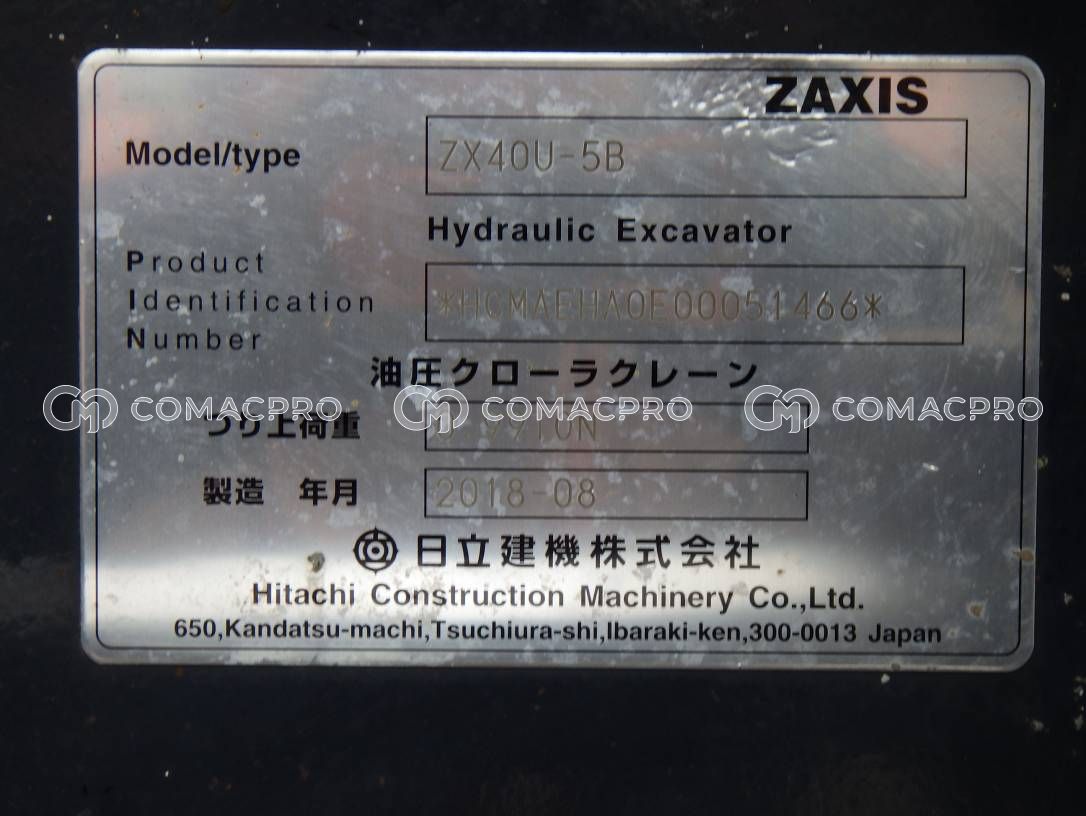 ZAXIS
Model/type ZX40U-5B
Hydraulic Excavator
Product
Identification
Number
*HCMAEHA0E00051466*
油圧クローラクレーン
COMACPRO COMACPRO COMACPRO
つり上荷重
製造 年月 2018-08
日立建機株式会社
Hitachi Construction Machinery Co.,Ltd.
650,Kandatsu-machi,Tsuchiura-shi,Ibaraki-ken,300-0013 Japan